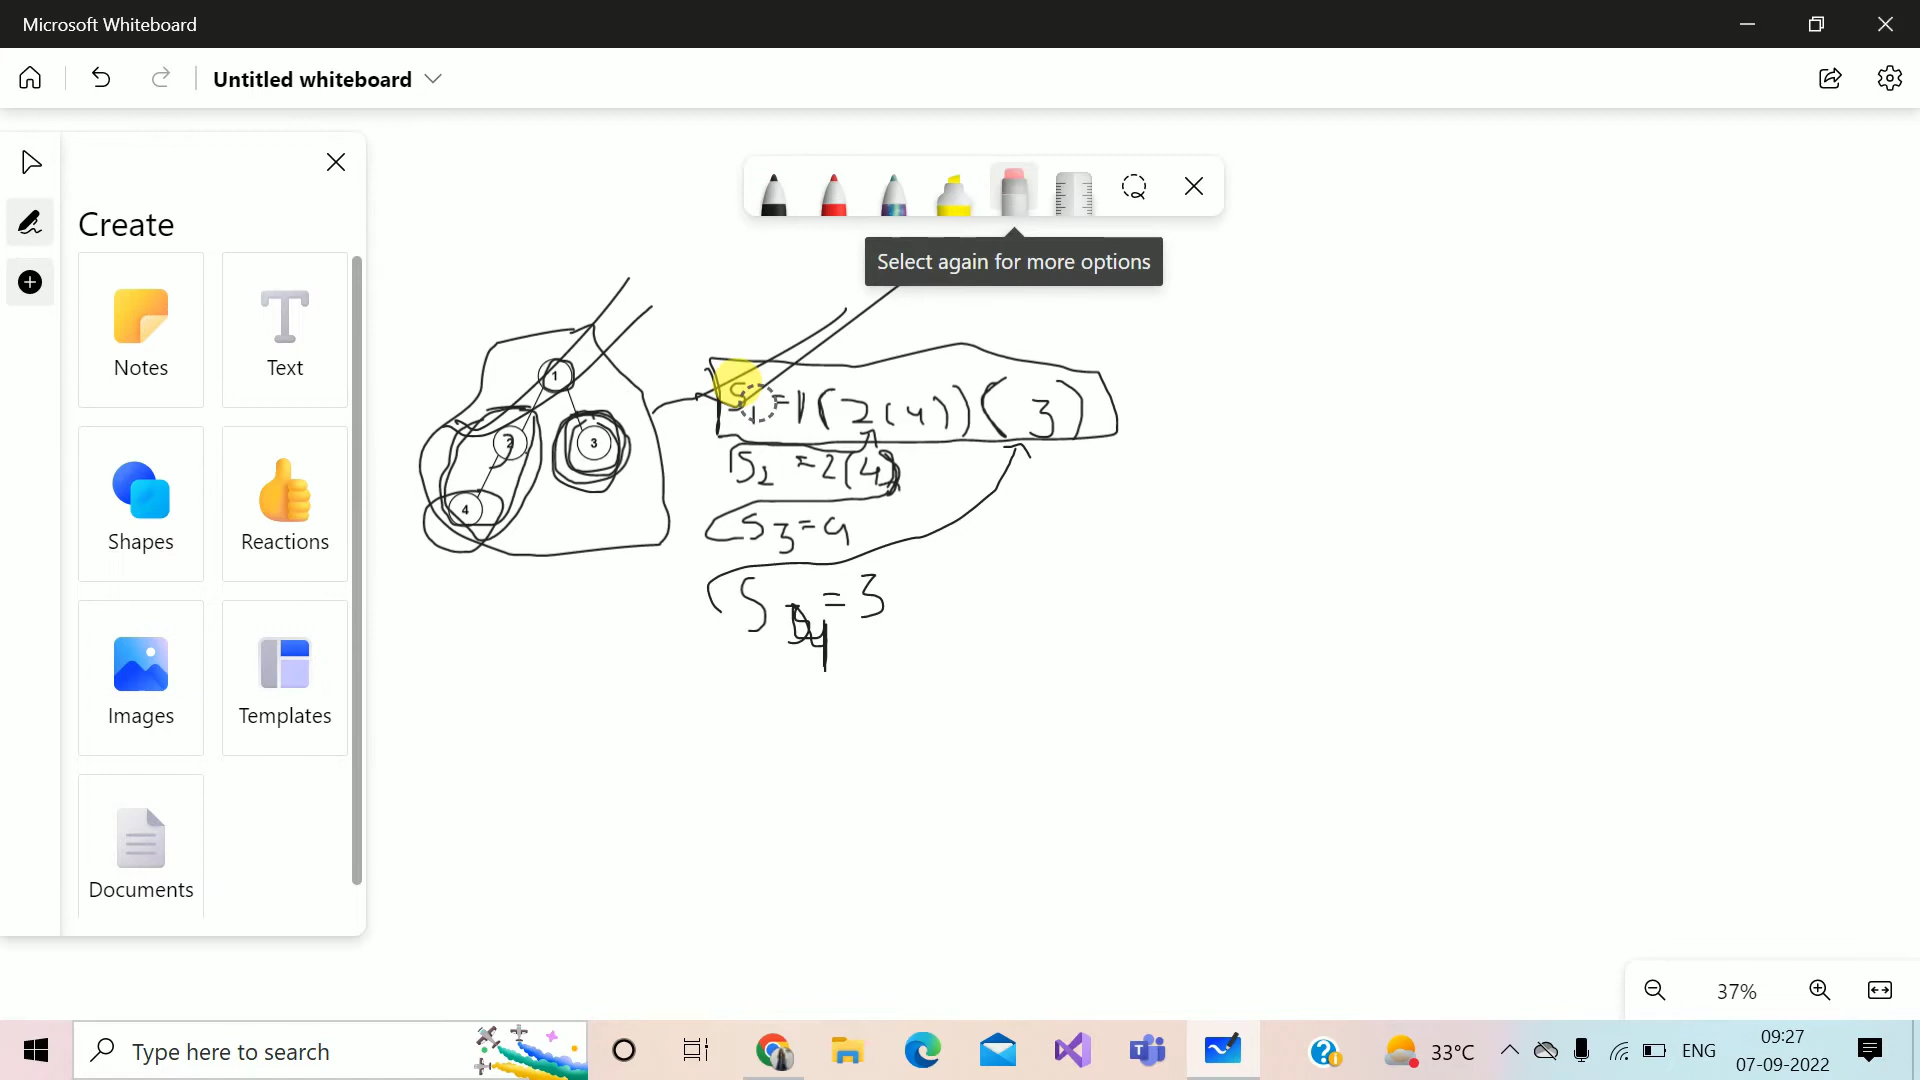 Microsoft Whiteboard
Untitled whiteboard
Create
Notes
Text
Shapes
Reactions
Images
Templates
Documents
Select again for more options
1
2
3
4
S1=1(2(4))(3)
S2=2(4)
S3=4
S4=3
37%
Type here to search
33°C
ENG
09:27
07-09-2022